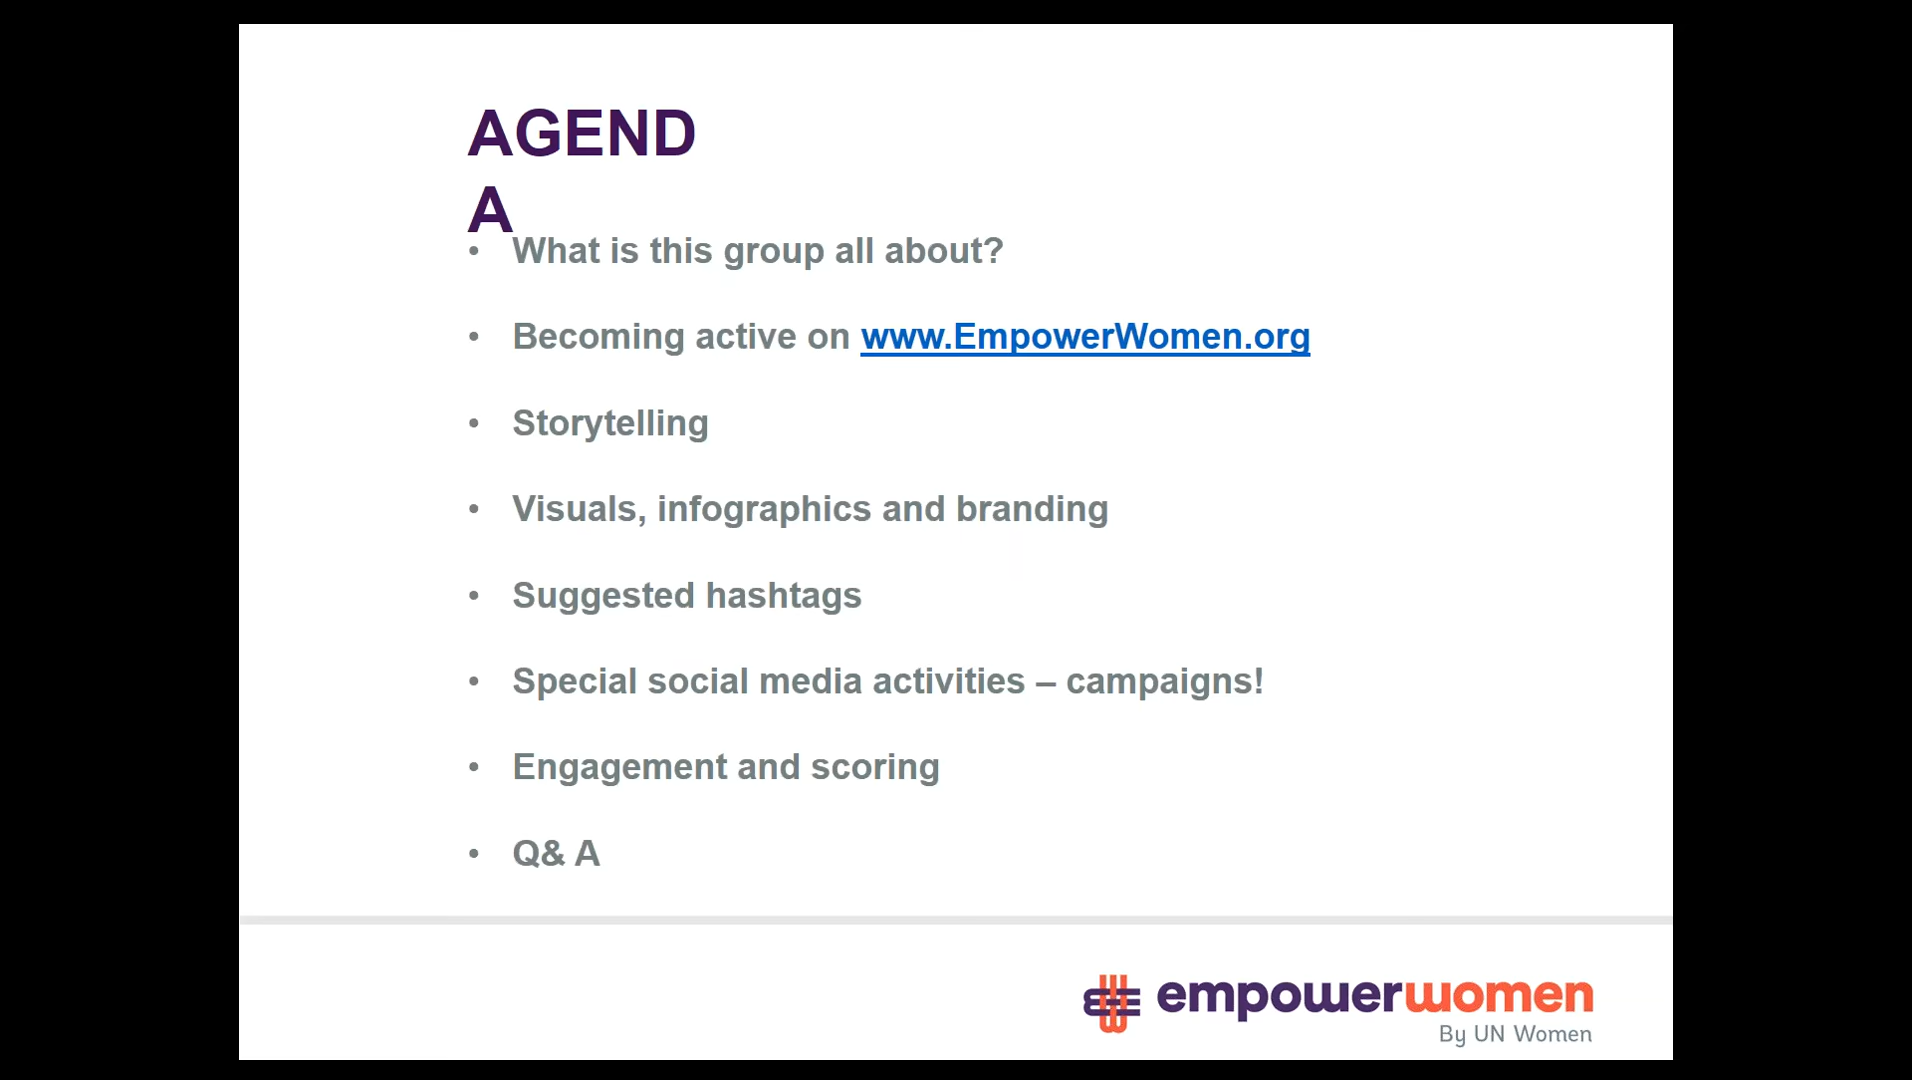 AGEND
A
• What is this group all about?
• Becoming active on www.EmpowerWomen.org
• Storytelling
• Visuals, infographics and branding
• Suggested hashtags
• Special social media activities – campaigns!
• Engagement and scoring
• Q& A
empowerwomen
By UN Women